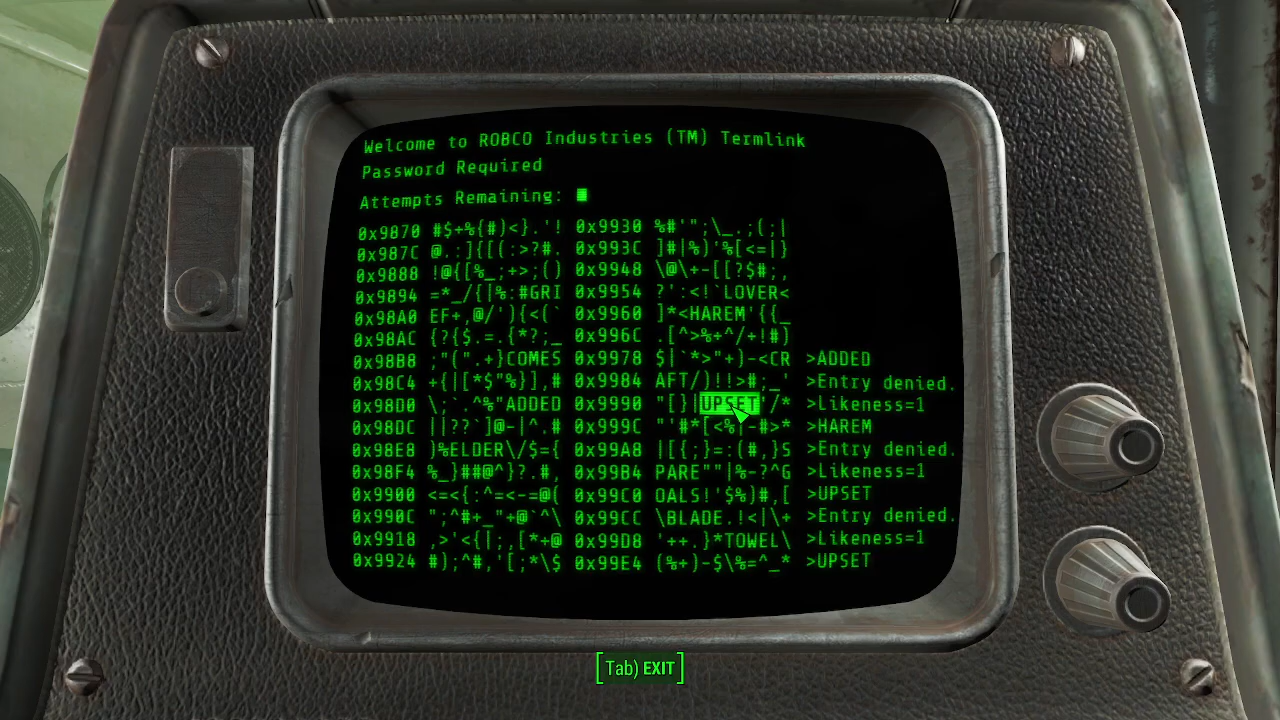 Welcome to ROBCO Industries (TM) Termlink
Password Required
Attempts Remaining: ■
0x9870 #$+%{#)<}.'! 0x9930 %#'";\_.;(;|
0x987C @.:]{[(:>?#. 0x993C ]#|%)'%[<=|}
0x9888 !@{[%_;+>;() 0x9948 \@\+-[[?$#;,
0x9894 =*_/{|%:#GRI 0x9954 ?':<!`LOVER<
0x98A0 EF+,@/'){<(` 0x9960 ]*<HAREM'{{_
0x98AC {?{$.=.{*?;_ 0x996C .[^>%+^/+!#)
0x98B8 ;"(".+}COMES 0x9978 $|`*>"+)-<CR >ADDED
0x98C4 +{|[*$"%}],# 0x9984 AFT/)!!>#;_' >Entry denied.
0x98D0 \;`.^%"ADDED 0x9990 "[}|UPSET'/* >Likeness=1
0x98DC ||??`]@-|^.# 0x999C "'#*[<%|-#>* >HAREM
0x98E8 )%ELDER\/$={ 0x99A8 |[{;}=:(#,}S >Entry denied.
0x98F4 %_}##@^}?.#, 0x99B4 PARE""|%-?^G >Likeness=1
0x9900 <=<{:^=<-=@( 0x99C0 OALS!'$%)#,[ >UPSET
0x990C ";^#+_"+@`^\ 0x99CC \BLADE.!<|\+ >Entry denied.
0x9918 ,>'<{|;,[*+@ 0x99D8 '++.}*TOWEL\ >Likeness=1
0x9924 #);^#,'[;*\$ 0x99E4 (%+)-$\%=^_* >UPSET
[Tab) EXIT]